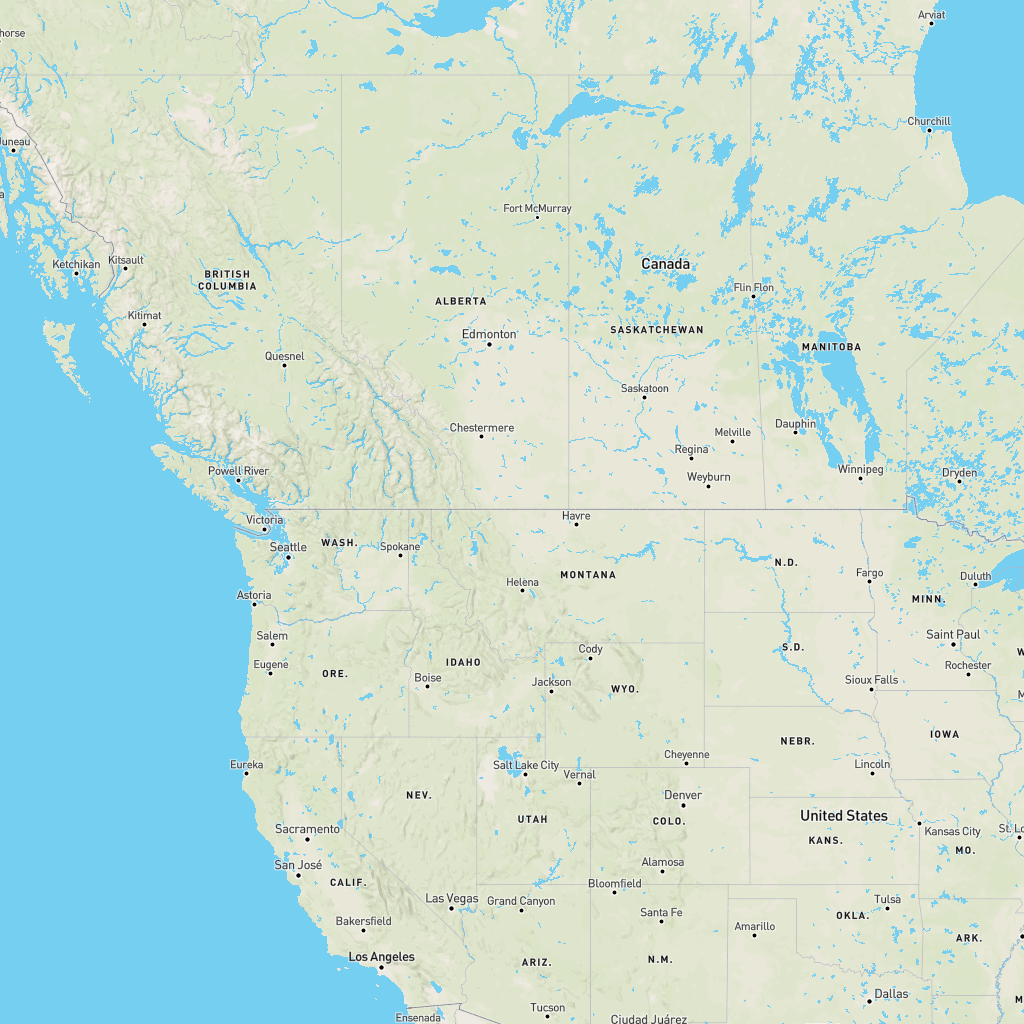 Arviat
horse
Churchill
Juneau
Fort McMurray
Ketchikan
Kitsault
Canada
BRITISH
COLUMBIA
Flin Flon
ALBERTA
Kitimat
SASKATCHEWAN
Edmonton
MANITOBA
Quesnel
Saskatoon
Chestermere
Dauphin
Melville
Regina
Powell River
Winnipeg
Dryden
Weyburn
Victoria
Havre
WASH.
Seattle
Spokane
N.D.
MONTANA
Fargo
Duluth
Helena
Astoria
MINN.
Salem
Saint Paul
Cody
S.D.
W
Eugene
IDAHO
Rochester
ORE.
Boise
Jackson
Sioux Falls
WYO.
M
IOWA
NEBR.
Cheyenne
Eureka
Salt Lake City
Lincoln
Vernal
NEV.
Denver
United States
UTAH
COLO.
Sacramento
Kansas City
St. Lo
KANS.
MO.
San José
Alamosa
CALIF.
Bloomfield
Las Vegas
Grand Canyon
Tulsa
Santa Fe
OKLA.
Bakersfield
Amarillo
ARK.
Los Angeles
ARIZ.
N.M.
Dallas
M
Tucson
Ensenada
Ciudad Juárez